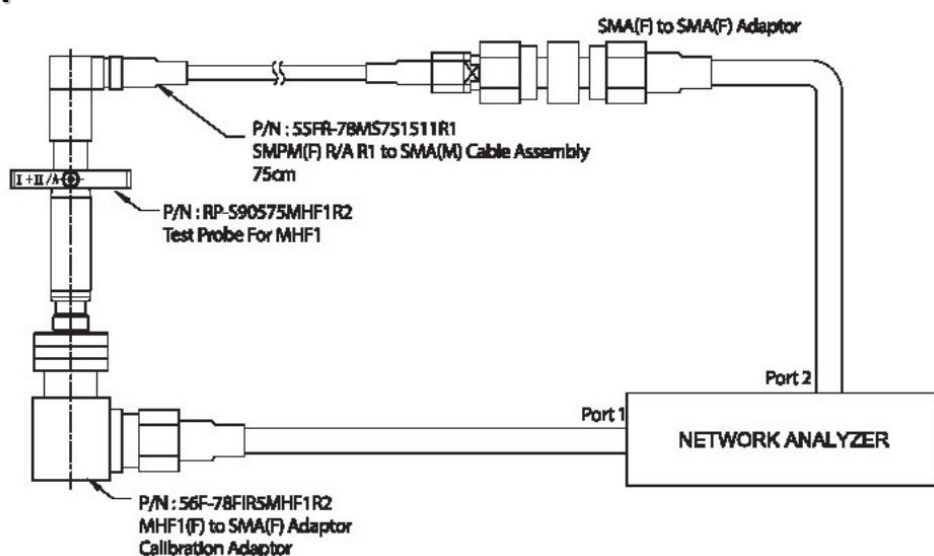 SMA(F) to SMA(F) Adaptor
P/N : 55FR-78MS751511R1
SMPM(F) R/A R1 to SMA(M) Cable Assembly
75cm
I+II/A
P/N : RP-S90575MHF1R2
Test Probe For MHF1
Port 2
Port 1
NETWORK ANALYZER
P/N : 56F-78FIR5MHF1R2
MHF1(F) to SMA(F) Adaptor
Calibration Adaptor